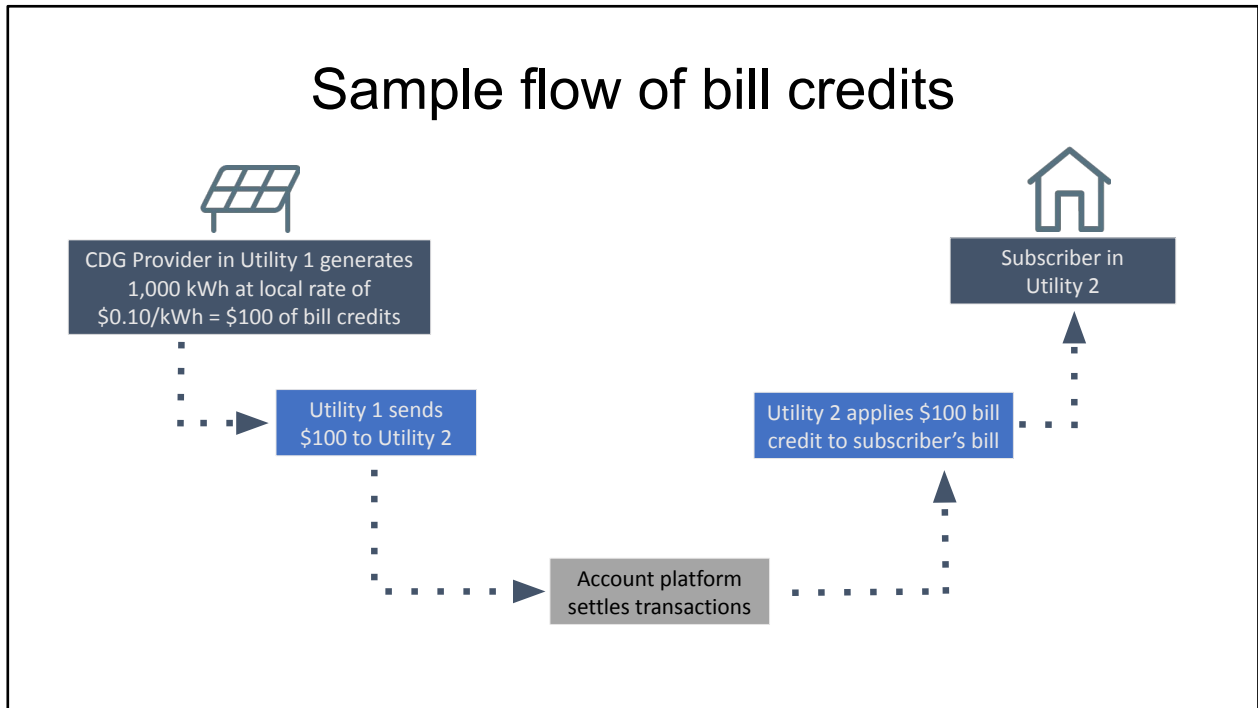 Sample flow of bill credits
CDG Provider in Utility 1 generates
1,000 kWh at local rate of
$0.10/kWh = $100 of bill credits
Utility 1 sends
$100 to Utility 2
Account platform
settles transactions
Utility 2 applies $100 bill
credit to subscriber’s bill
Subscriber in
Utility 2